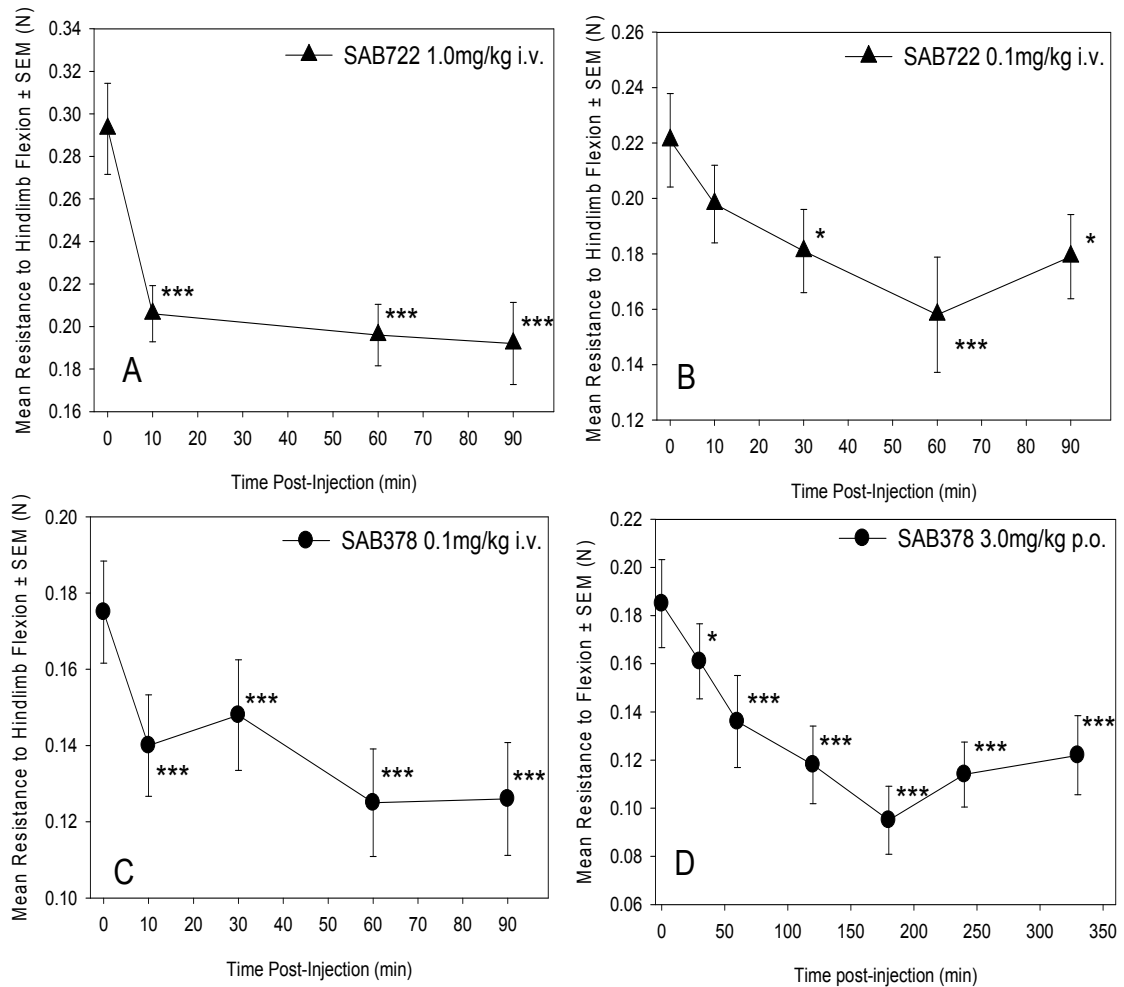 Mean Resistance to Hindlimb Flexion ± SEM (N)
0.34
0.32
0.30
0.28
0.26
0.24
0.22
0.20
0.18
0.16
SAB722 1.0mg/kg i.v.
***
***
***
A
0 10 20 30 40 50 60 70 80 90
Time Post-Injection (min)
Mean Resistance to Hindlimb Flexion ± SEM (N)
0.26
0.24
0.22
0.20
0.18
0.16
0.14
0.12
SAB722 0.1mg/kg i.v.
*
***
*
B
0 10 20 30 40 50 60 70 80 90
Time Post-Injection (min)
Mean Resistance to Hindlimb Flexion ± SEM (N)
0.20
0.18
0.16
0.14
0.12
0.10
SAB378 0.1mg/kg i.v.
***
***
***
***
C
0 10 20 30 40 50 60 70 80 90
Time Post-Injection (min)
Mean Resistance to Flexion ± SEM (N)
0.22
0.20
0.18
0.16
0.14
0.12
0.10
0.08
0.06
SAB378 3.0mg/kg p.o.
*
***
***
***
***
***
D
0 50 100 150 200 250 300 350
Time post-injection (min)